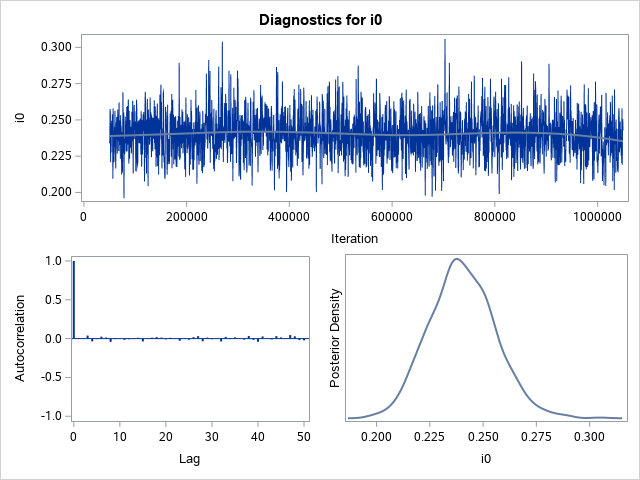 Diagnostics for i0
i0
0.300
0.275
0.250
0.225
0.200
0 200000 400000 600000 800000 1000000
Iteration
Autocorrelation
1.0
0.5
0.0
-0.5
-1.0
0 10 20 30 40 50
Lag
Posterior Density
0.200 0.225 0.250 0.275 0.300
i0